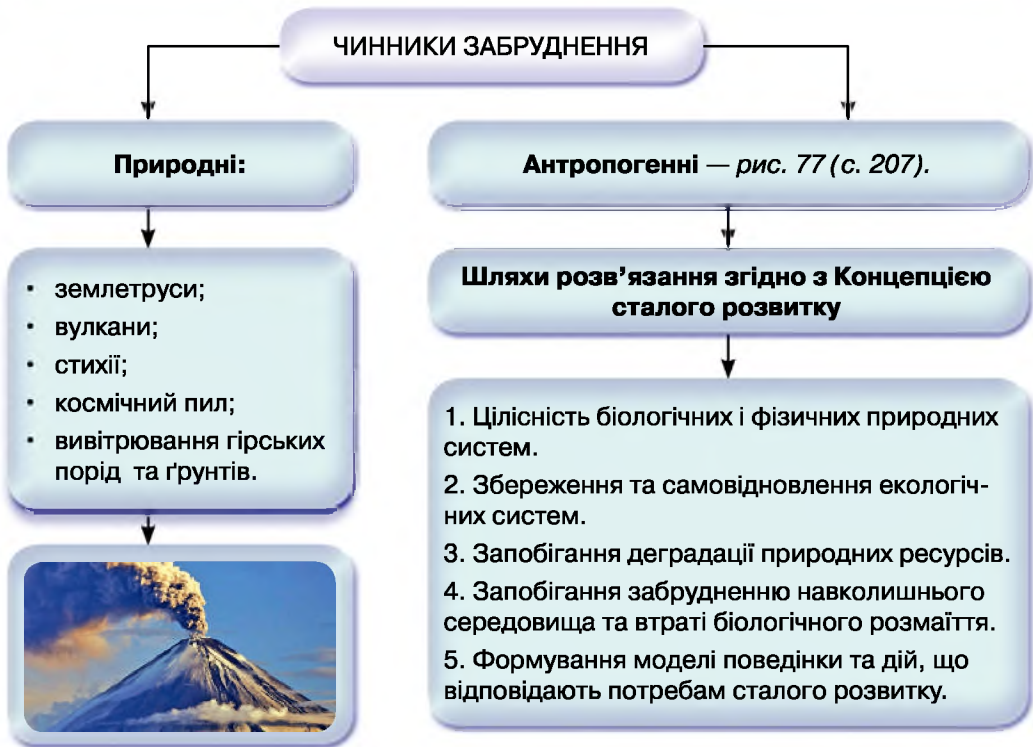 ЧИННИКИ ЗАБРУДНЕННЯ
Природні:
• землетруси;
• вулкани;
• стихії;
• космічний пил;
• вивітрювання гірських
порід та ґрунтів.
Антропогенні — рис. 77 (с. 207).
Шляхи розв’язання згідно з Концепцією
сталого розвитку
1. Цілісність біологічних і фізичних природних
систем.
2. Збереження та самовідновлення екологіч-
них систем.
3. Запобігання деградації природних ресурсів.
4. Запобігання забрудненню навколишнього
середовища та втраті біологічного розмаїття.
5. Формування моделі поведінки та дій, що
відповідають потребам сталого розвитку.